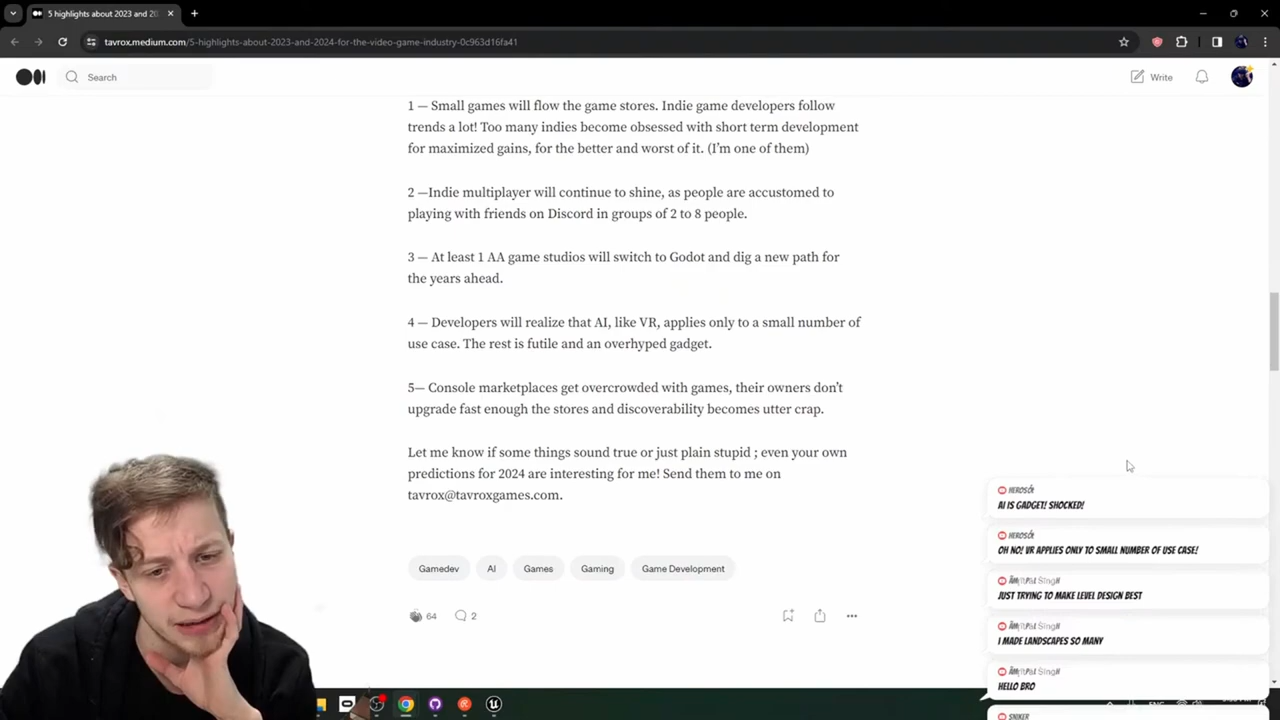 5 highlights about 2023 and 20
tavrox.medium.com/5-highlights-about-2023-and-2024-for-the-video-game-industry-0c963d16fa41
Search
Write
1 — Small games will flow the game stores. Indie game developers follow
trends a lot! Too many indies become obsessed with short term development
for maximized gains, for the better and worst of it. (I'm one of them)
2 —Indie multiplayer will continue to shine, as people are accustomed to
playing with friends on Discord in groups of 2 to 8 people.
3 — At least 1 AA game studios will switch to Godot and dig a new path for
the years ahead.
4 — Developers will realize that AI, like VR, applies only to a small number of
use case. The rest is futile and an overhyped gadget.
5— Console marketplaces get overcrowded with games, their owners don't
upgrade fast enough the stores and discoverability becomes utter crap.
Let me know if some things sound true or just plain stupid ; even your own
predictions for 2024 are interesting for me! Send them to me on
tavrox@tavroxgames.com.
Gamedev AI Games Gaming Game Development
64 2
AI IS GADGET! SHOCKED!
OH NO! VR APPLIES ONLY TO SMALL NUMBER OF USE CASE!
JUST TRYING TO MAKE LEVEL DESIGN BEST
I MADE LANDSCAPES SO MANY
HELLO BRO
SNIKER